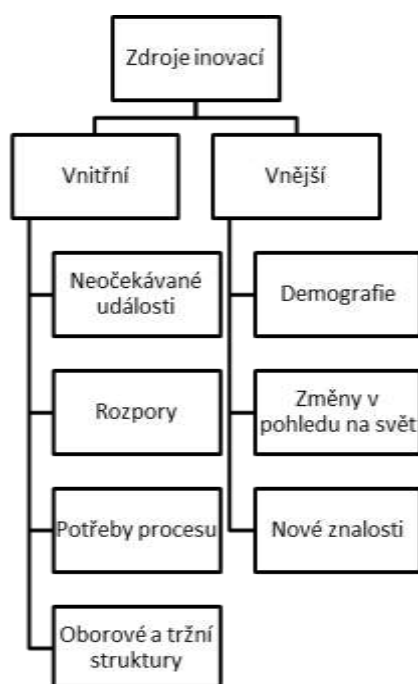 Zdroje inovací
Vnitřní
Vnější
Neočekávané
události
Demografie
Rozpory
Změny v
pohledu na svět
Potřeby procesu
Nové znalosti
Oborové a tržní
struktury